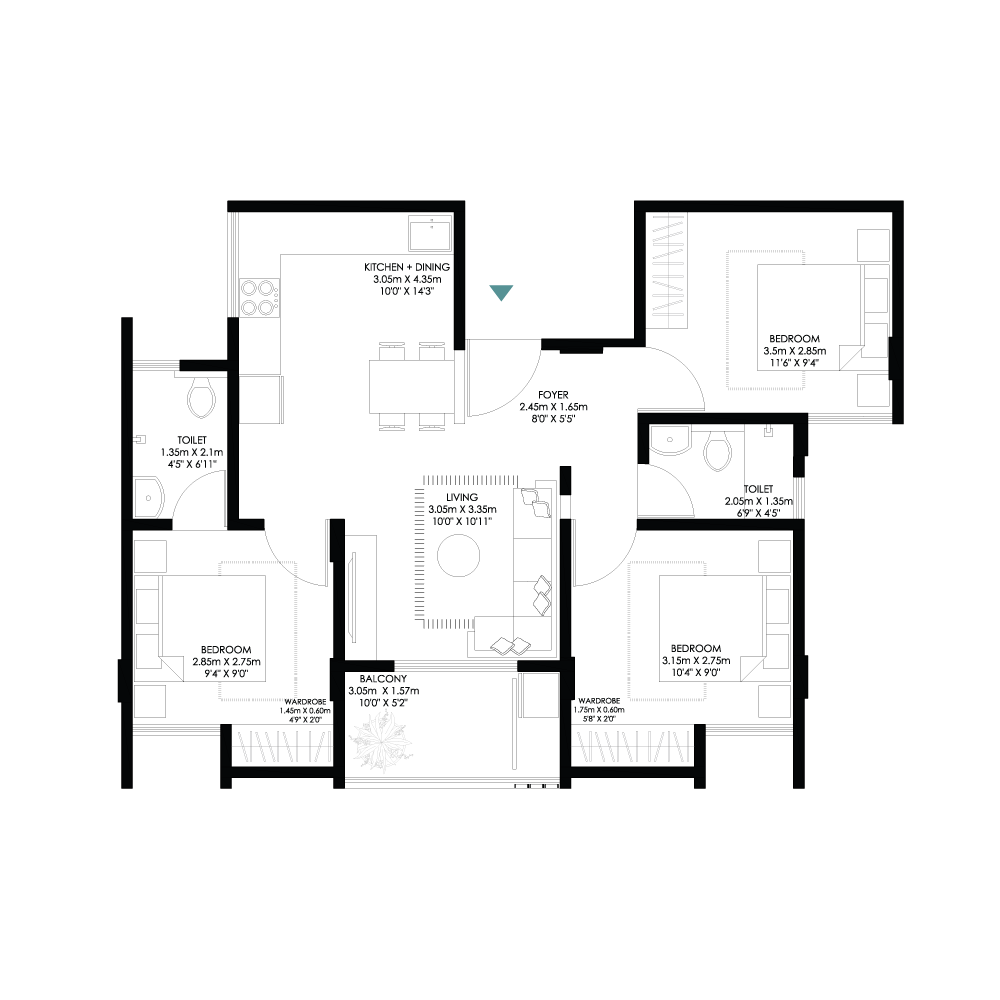 KITCHEN + DINING
3.05m X 4.35m
10'0" X 14'3"
BEDROOM
3.5m X 2.85m
11'6" X 9'4"
FOYER
2.45m X 1.65m
8'0" X 5'5"
TOILET
1.35m X 2.1m
4'5" X 6'11"
LIVING
3.05m X 3.35m
10'0" X 10'11"
TOILET
2.05m X 1.35m
6'9" X 4'5"
BEDROOM
2.85m X 2.75m
9'4" X 9'0"
BEDROOM
3.15m X 2.75m
10'4" X 9'0"
BALCONY
3.05m X 1.57m
10'0" X 5'2"
WARDROBE
1.45m X 0.60m
4'9" X 2'0"
WARDROBE
1.75m X 0.60m
5'8" X 2'0"